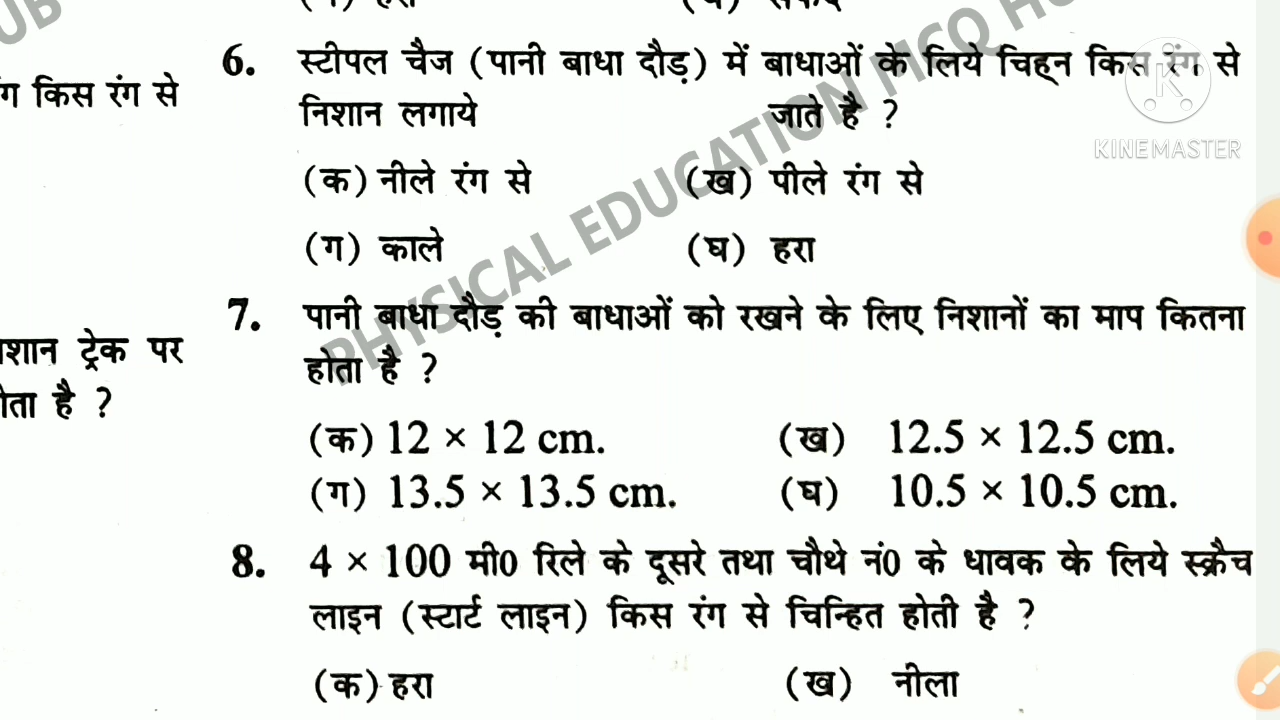 6. स्टीपल चैज (पानी बाधा दौड़) में बाधाओं के लिये चिह्न किस रंग से
निशान लगाये जाते है ?
(क) नीले रंग से (ख) पीले रंग से
(ग) काले (घ) हरा
7. पानी बाधा दौड़ की बाधाओं को रखने के लिए निशानों का माप कितना
होता है ?
(क) 12 × 12 cm. (ख) 12.5 × 12.5 cm.
(ग) 13.5 × 13.5 cm. (घ) 10.5 × 10.5 cm.
8. 4 × 100 मी0 रिले के दूसरे तथा चौथे नं0 के धावक के लिये स्क्रैच
लाइन (स्टार्ट लाइन) किस रंग से चिन्हित होती है ?
(क) हरा (ख) नीला
किस रंग से
ट्रेक पर
है ?
PHYSICAL EDUCATION MCQ
K
KINEMASTER